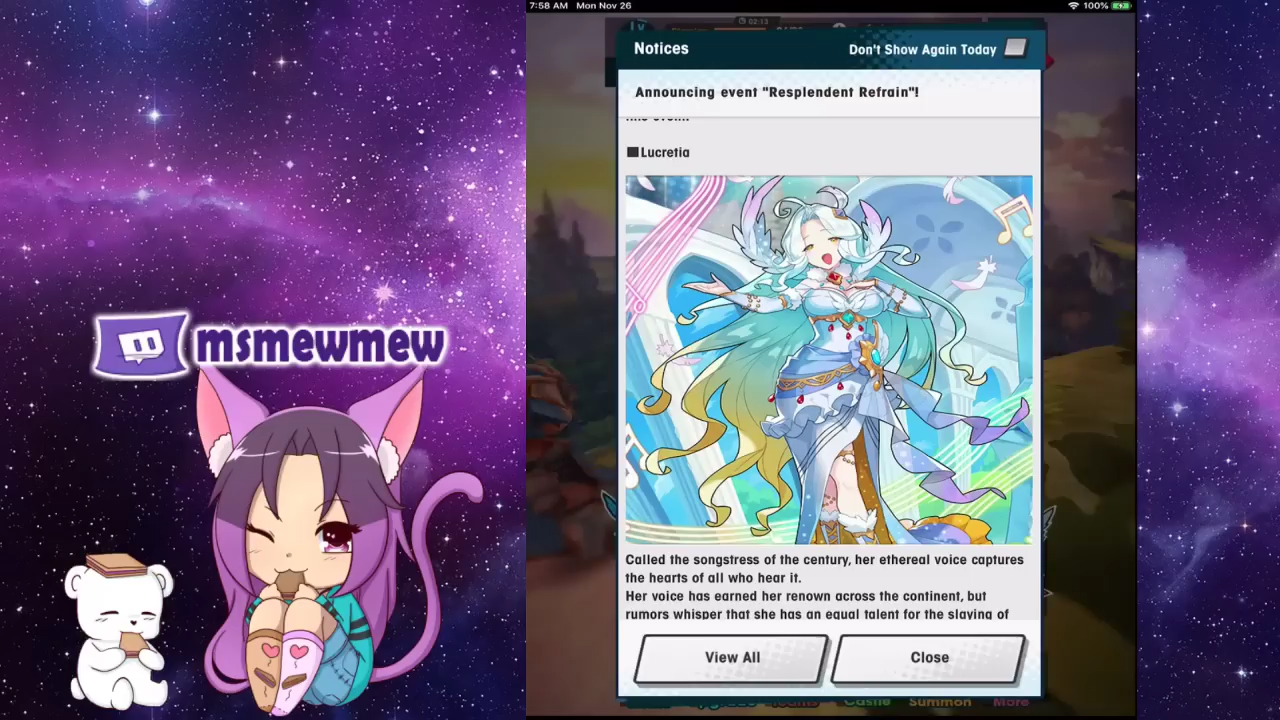 7:58 AM Mon Nov 26
100%
02:13
Notices
Don't Show Again Today
Announcing event "Resplendent Refrain"!
Lucretia
msmewmew
Called the songstress of the century, her ethereal voice captures
the hearts of all who hear it.
Her voice has earned her renown across the continent, but
rumors whisper that she has an equal talent for the slaying of
View All
Close
Castle
Summon
More